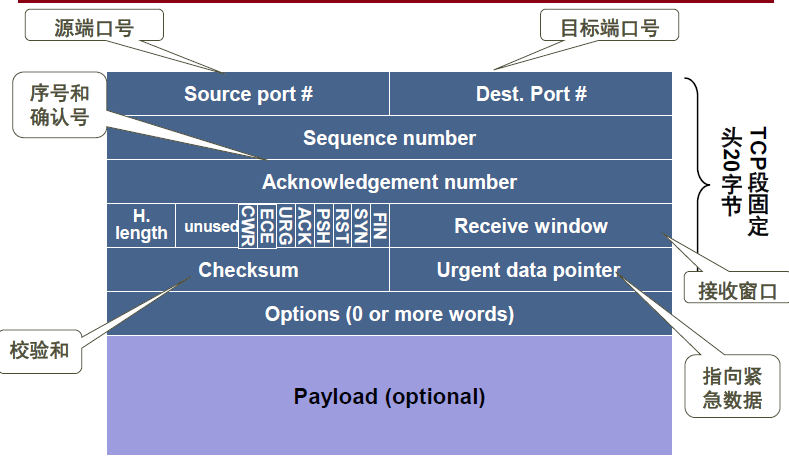 源端口号
目标端口号
序号和
确认号
Source port #
Dest. Port #
Sequence number
Acknowledgement number
H.
length
unused
CWR
ECE
URG
ACK
PSH
RST
SYN
FIN
Receive window
Checksum
Urgent data pointer
Options (0 or more words)
Payload (optional)
TCP段固定
头20字节
接收窗口
校验和
指向紧
急数据